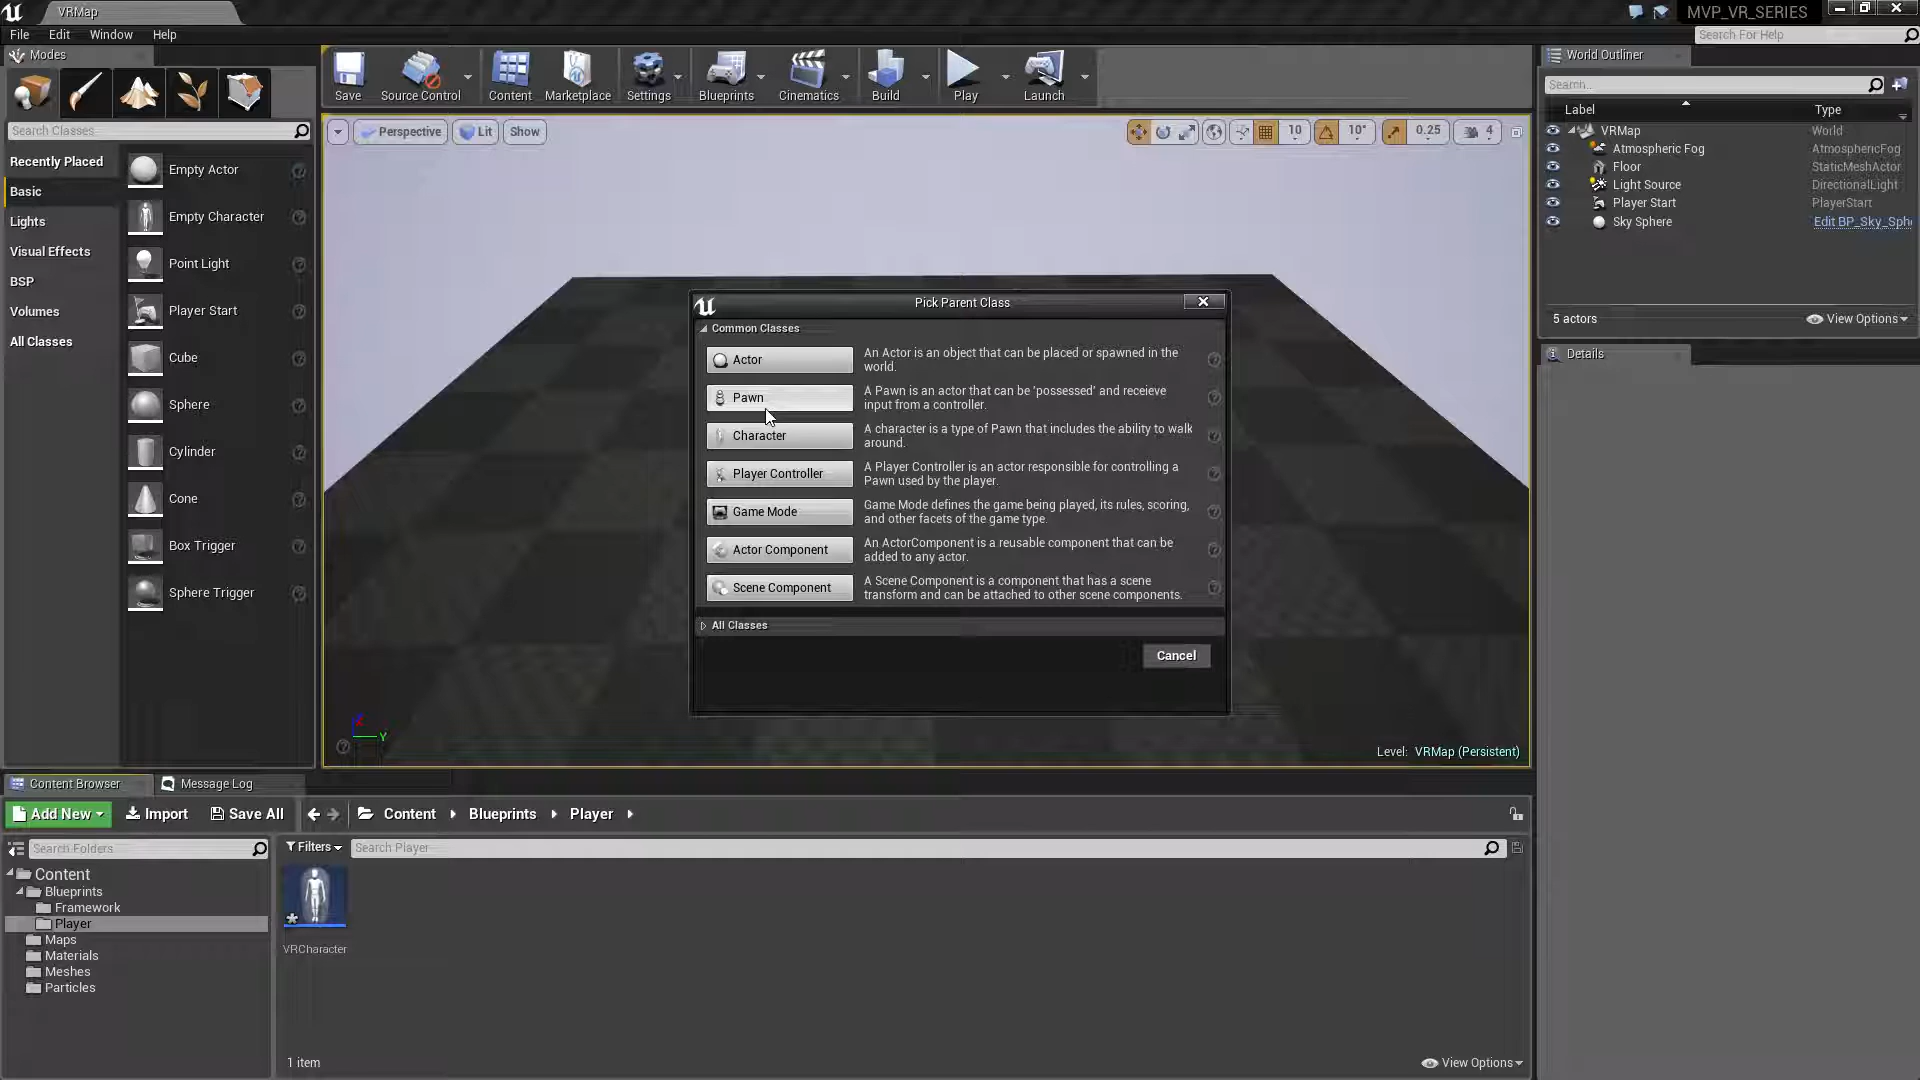 VRMap
MVP_VR_SERIES
File Edit Window Help
Search For Help
Modes
Save
Source Control
Content
Marketplace
Settings
Blueprints
Cinematics
Build
Play
Launch
Search Classes
Recently Placed
Basic
Lights
Visual Effects
BSP
Volumes
All Classes
Empty Actor
Empty Character
Point Light
Player Start
Cube
Sphere
Cylinder
Cone
Box Trigger
Sphere Trigger
Perspective
Lit
Show
10
10°
0.25
4
Pick Parent Class
Common Classes
Actor
An Actor is an object that can be placed or spawned in the
world.
Pawn
A Pawn is an actor that can be 'possessed' and receieve
input from a controller.
Character
A character is a type of Pawn that includes the ability to walk
around.
Player Controller
A Player Controller is an actor responsible for controlling a
Pawn used by the player.
Game Mode
Game Mode defines the game being played, its rules, scoring,
and other facets of the game type.
Actor Component
An ActorComponent is a reusable component that can be
added to any actor.
Scene Component
A Scene Component is a component that has a scene
transform and can be attached to other scene components.
All Classes
Cancel
Z
Y
Level: VRMap (Persistent)
World Outliner
Search...
Label Type
VRMap World
Atmospheric Fog AtmosphericFog
Floor StaticMeshActor
Light Source DirectionalLight
Player Start PlayerStart
Sky Sphere Edit BP_Sky_Sph
5 actors
View Options
Details
Content Browser
Message Log
Add New
Import
Save All
Content
Blueprints
Player
Search Folders
Filters
Search Player
Content
Blueprints
Framework
Player
Maps
Materials
Meshes
Particles
VRCharacter
1 item
View Options